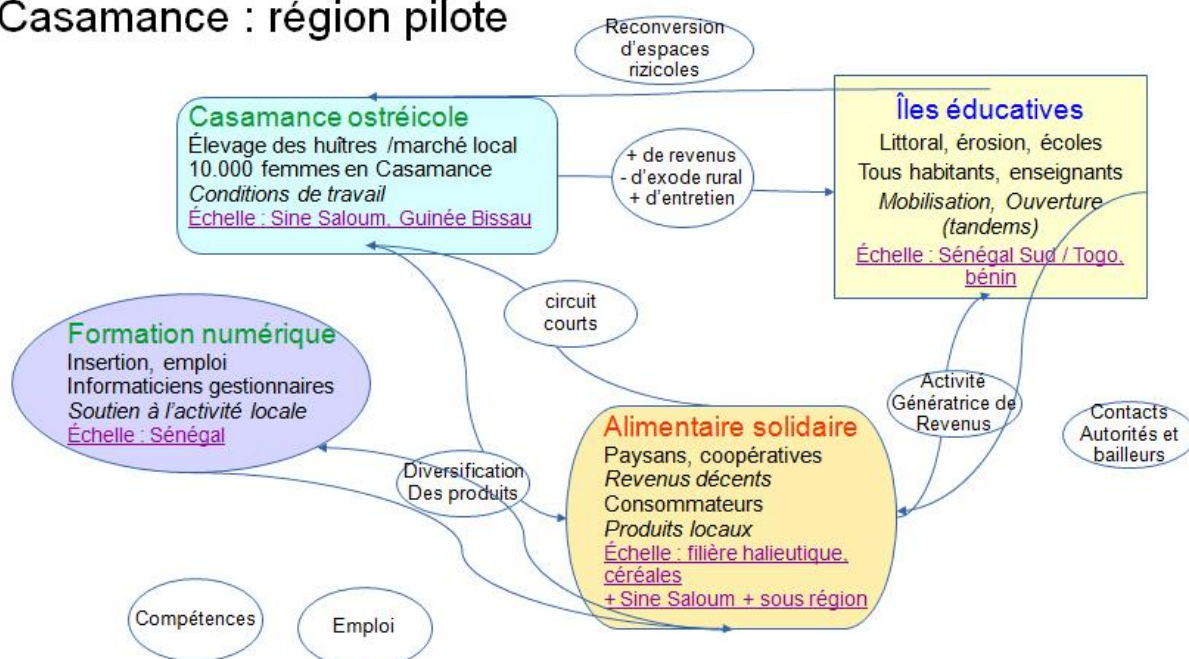 Casamance : région pilote
Reconversion
d'espaces
rizicoles
Casamance ostréicole
Élevage des huîtres /marché local
10.000 femmes en Casamance
Conditions de travail
Échelle : Sine Saloum, Guinée Bissau
+ de revenus
- d'exode rural
+ d'entretien
Îles éducatives
Littoral, érosion, écoles
Tous habitants, enseignants
Mobilisation, Ouverture
(tandems)
Échelle : Sénégal Sud / Togo,
bénin
circuit
courts
Formation numérique
Insertion, emploi
Informaticiens gestionnaires
Soutien à l'activité locale
Échelle : Sénégal
Activité
Génératrice de
Revenus
Contacts
Autorités et
bailleurs
Diversification
Des produits
Alimentaire solidaire
Paysans, coopératives
Revenus décents
Consommateurs
Produits locaux
Échelle : filière halieutique,
céréales
+ Sine Saloum + sous région
Compétences
Emploi